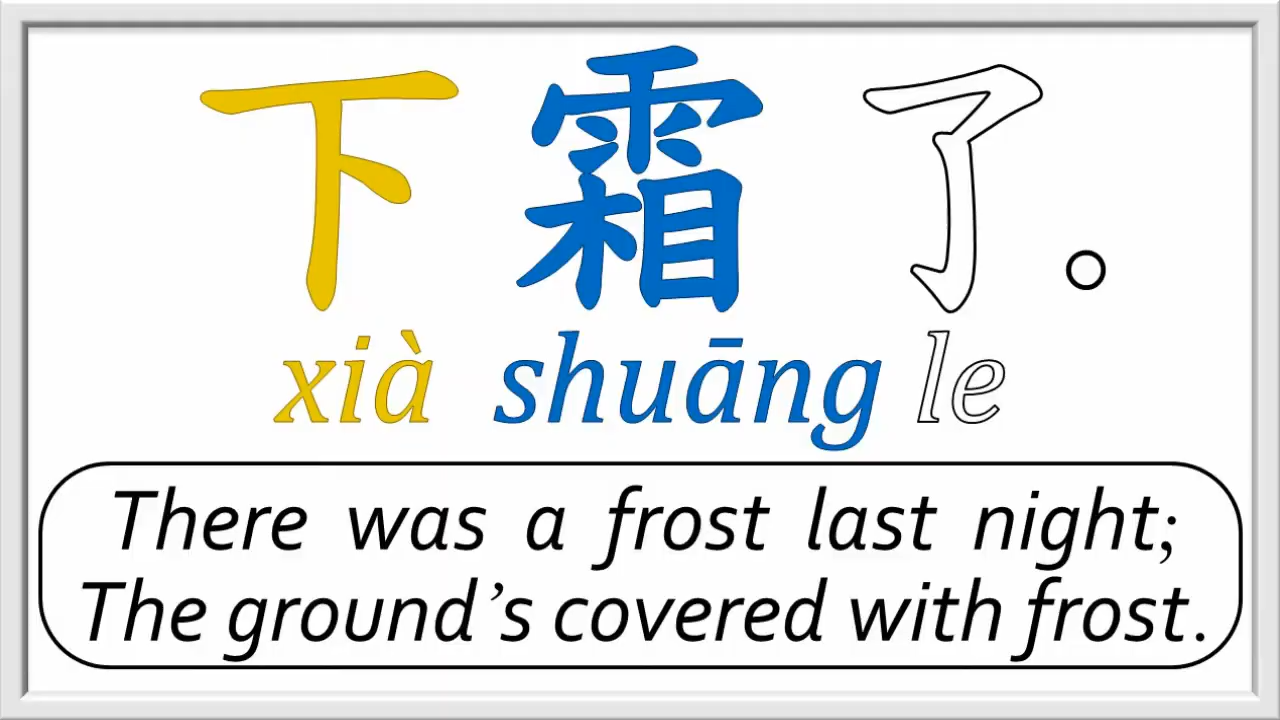 下霜了。
xià shuāng le
There was a frost last night;
The ground's covered with frost.